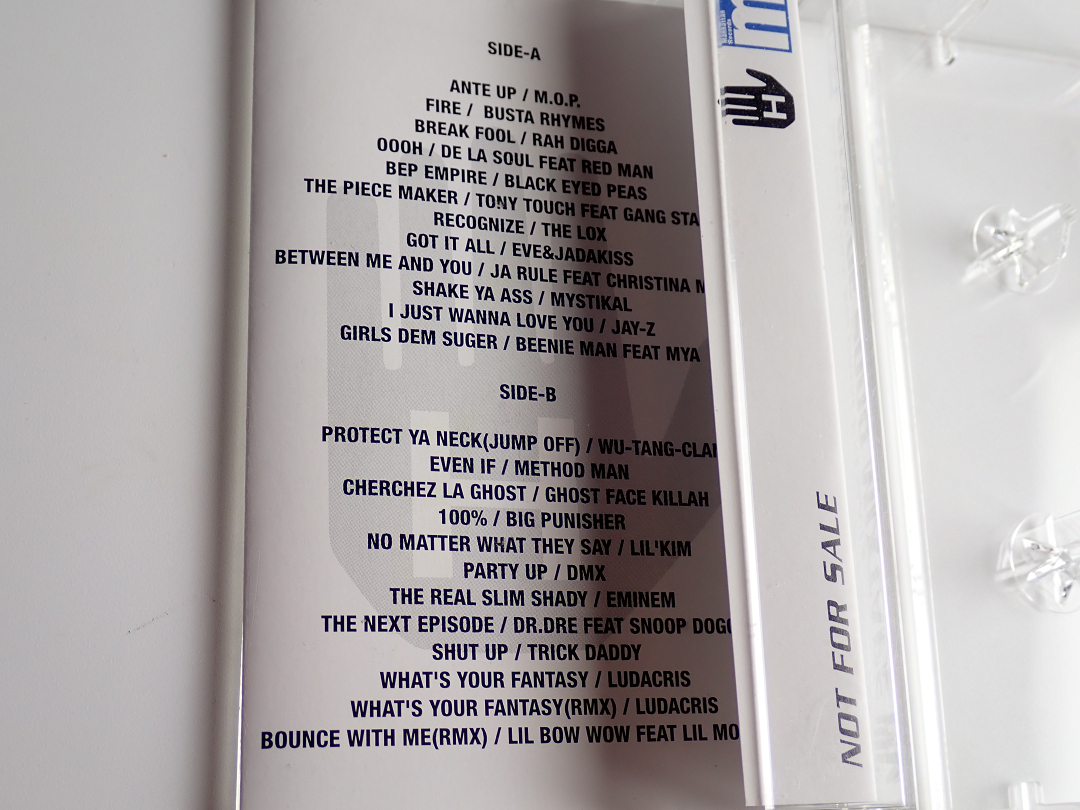 SIDE-A
ANTE UP / M.O.P.
FIRE / BUSTA RHYMES
BREAK FOOL / RAH DIGGA
OOOH / DE LA SOUL FEAT RED MAN
BEP EMPIRE / BLACK EYED PEAS
THE PIECE MAKER / TONY TOUCH FEAT GANG STA
RECOGNIZE / THE LOX
GOT IT ALL / EVE&JADAKISS
BETWEEN ME AND YOU / JA RULE FEAT CHRISTINA M
SHAKE YA ASS / MYSTIKAL
I JUST WANNA LOVE YOU / JAY-Z
GIRLS DEM SUGER / BEENIE MAN FEAT MYA
SIDE-B
PROTECT YA NECK(JUMP OFF) / WU-TANG-CLAN
EVEN IF / METHOD MAN
CHERCHEZ LA GHOST / GHOST FACE KILLAH
100% / BIG PUNISHER
NO MATTER WHAT THEY SAY / LIL'KIM
PARTY UP / DMX
THE REAL SLIM SHADY / EMINEM
THE NEXT EPISODE / DR.DRE FEAT SNOOP DOGG
SHUT UP / TRICK DADDY
WHAT'S YOUR FANTASY / LUDACRIS
WHAT'S YOUR FANTASY(RMX) / LUDACRIS
BOUNCE WITH ME(RMX) / LIL BOW WOW FEAT LIL MO
m
Manhattan Records
H
NOT FOR SALE